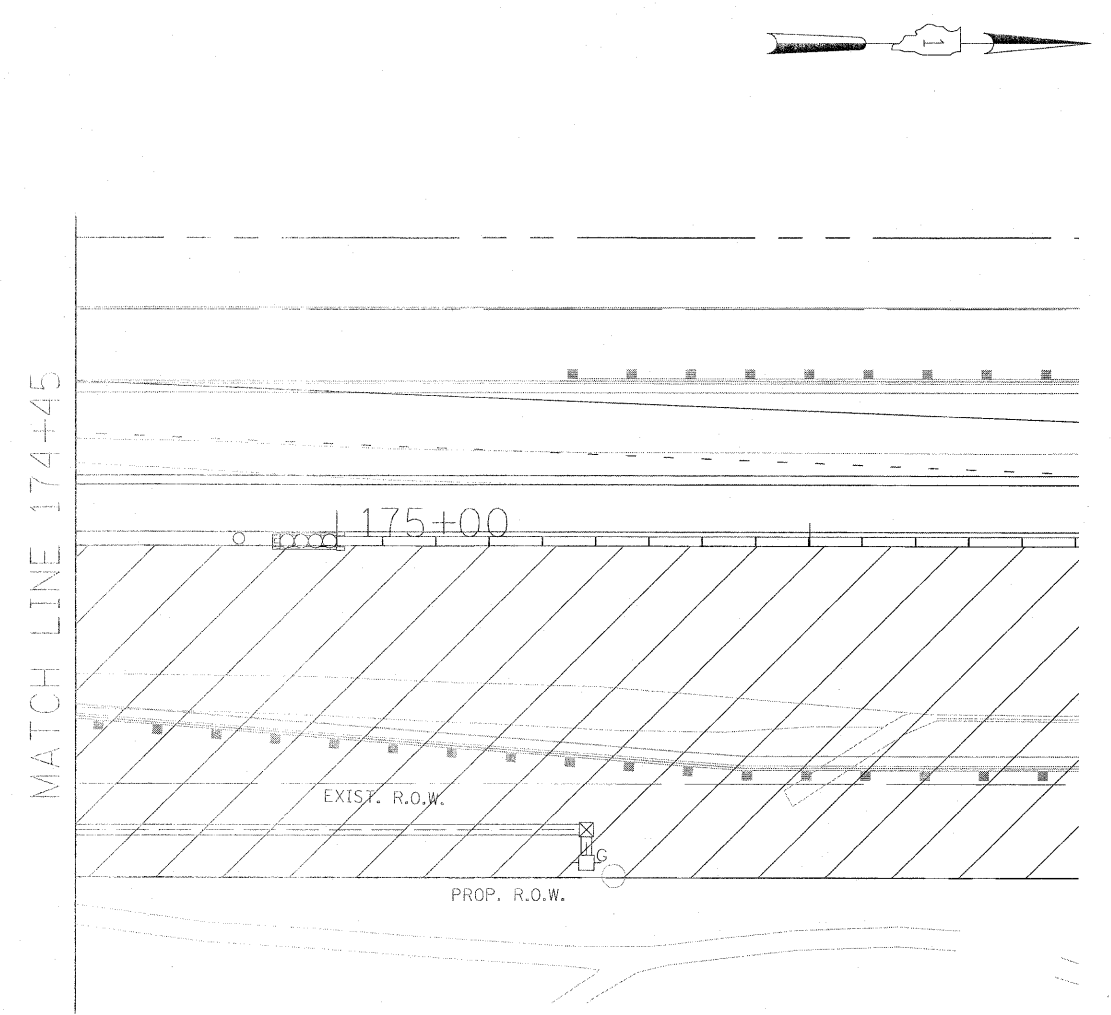 MATCH LINE 174+45
175+00
EXIST. R.O.W.
G
PROP. R.O.W.